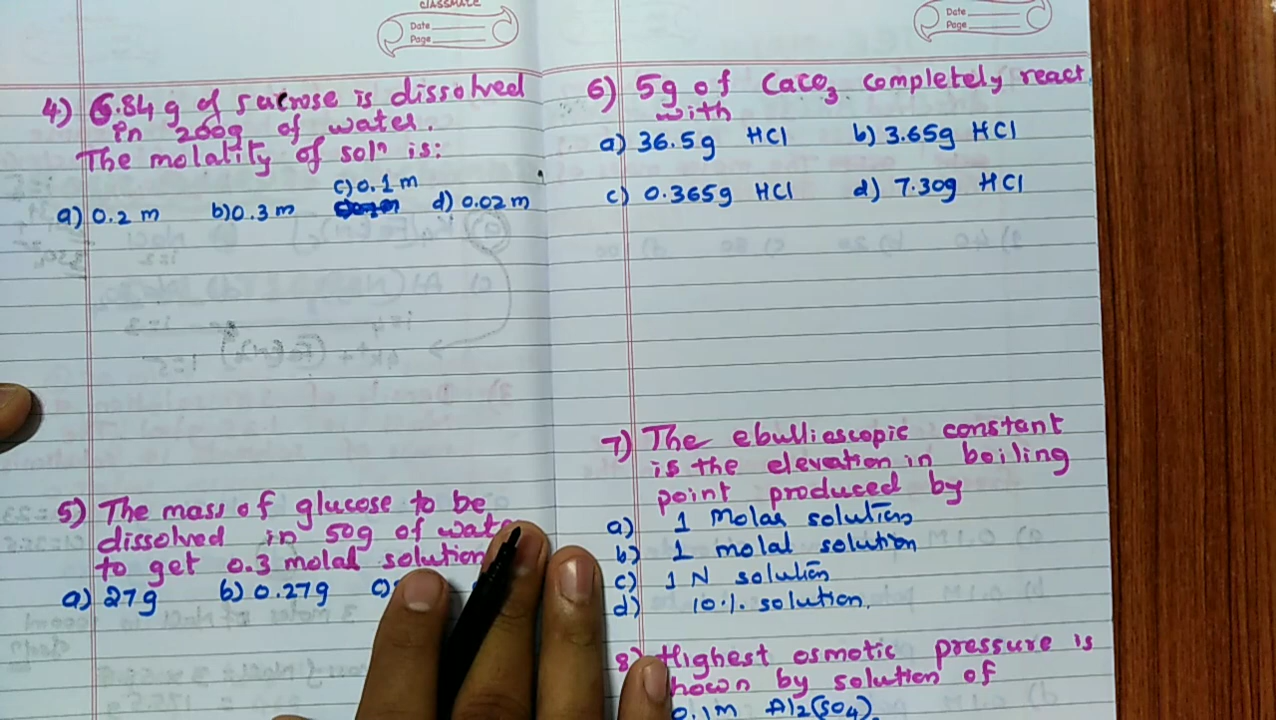 CLASSMATE
Date
Page
4) 6.84 g of sucrose is dissolved
in 200g of water.
The molality of solⁿ is:
c) 0.1 m
a) 0.2 m b) 0.3 m d) 0.02 m
5) The mass of glucose to be
dissolved in 50g of
to get 0.3 molal solution
a) 27g b) 0.27g c)
Date
Page
6) 5g of CaCO3 completely react
with
a) 36.5g HCl b) 3.65g HCl
c) 0.365g HCl d) 7.30g HCl
7) The ebullioscopic constant
is the elevation in boiling
point produced by
a) 1 Molar solution
b) 1 molal solution
c) 1 N solution
d) 10 % solution.
8) Highest osmotic pressure is
by solution of
0.1m Al2(SO4)